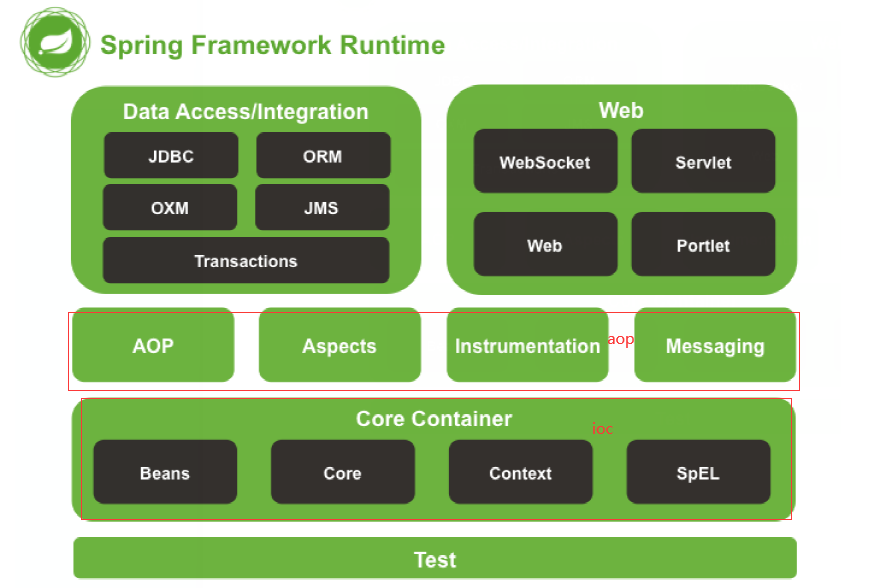 Spring Framework Runtime
Data Access/Integration
JDBC
ORM
OXM
JMS
Transactions
Web
WebSocket
Servlet
Web
Portlet
AOP
Aspects
Instrumentation
aop
Messaging
Core Container
ioc
Beans
Core
Context
SpEL
Test